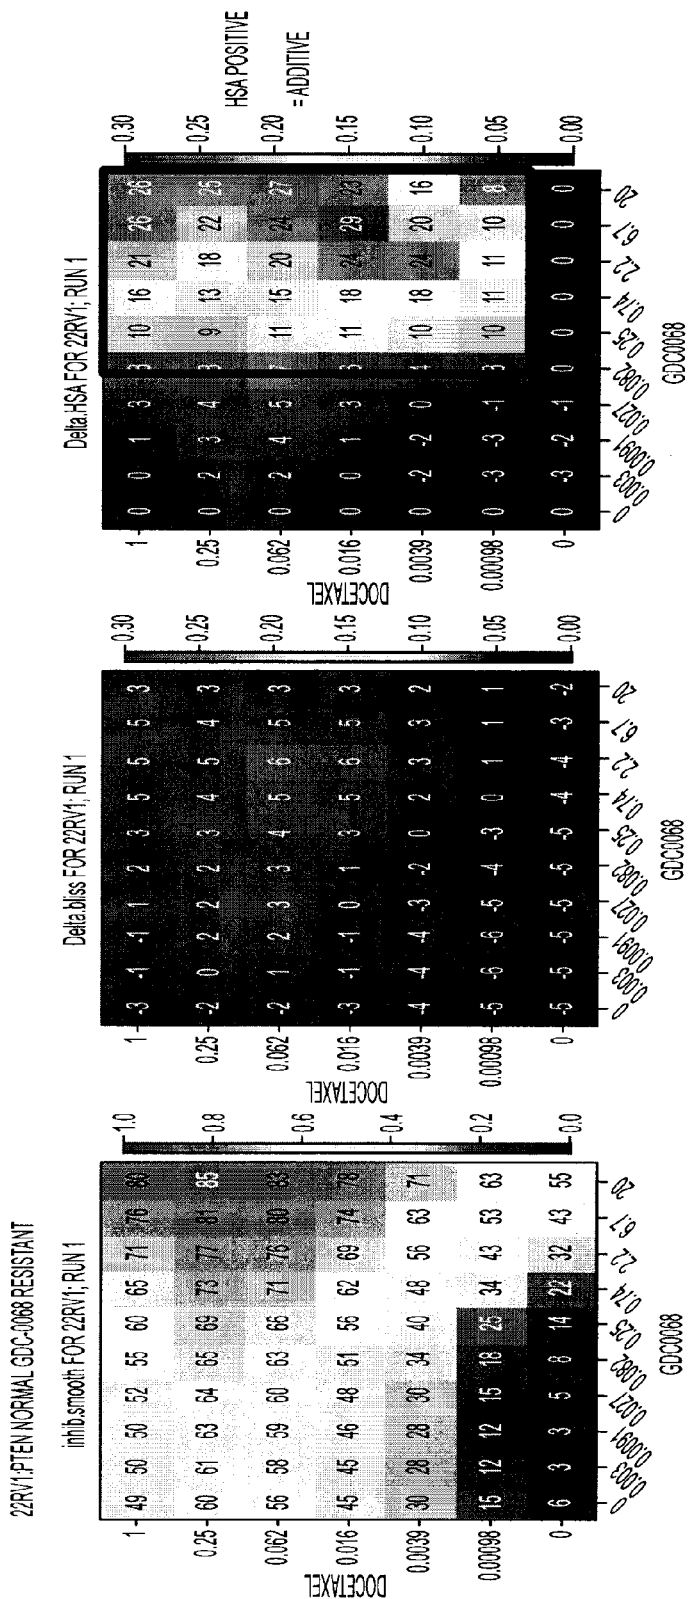 22RV1:PTEN NORMAL GDC-0068 RESISTANT
inhib.smooth FOR 22RV1; RUN 1
DOCETAXEL
1 49 50 50 52 55 60 65 71 76 80
0.25 60 61 63 64 65 69 73 77 81 85
0.062 56 58 59 60 63 66 71 76 80 83
0.016 45 45 46 48 51 56 62 69 74 78
0.0039 30 28 28 30 34 40 48 56 63 71
0.00098 15 12 12 15 18 25 34 43 53 63
0 6 3 3 5 8 14 22 32 43 55
0 0.003 0.0091 0.027 0.082 0.25 0.74 2.2 6.7 20
GDC0068
1.0
0.8
0.6
0.4
0.2
0.0
Delta.bliss FOR 22RV1; RUN 1
DOCETAXEL
1 -3 -1 -1 1 2 3 5 5 5 3
0.25 -2 0 2 2 2 3 4 5 4 3
0.062 -2 1 2 3 3 4 5 6 5 3
0.016 -3 -1 -1 0 1 3 5 6 5 3
0.0039 -4 -4 -4 -3 -2 0 2 3 3 2
0.00098 -5 -6 -6 -5 -4 -3 0 1 1 1
0 -5 -5 -5 -5 -5 -5 -4 -4 -3 -2
0 0.003 0.0091 0.027 0.082 0.25 0.74 2.2 6.7 20
GDC0068
0.30
0.25
0.20
0.15
0.10
0.05
0.00
Delta.HSA FOR 22RV1; RUN 1
DOCETAXEL
1 0 0 1 3 3 10 16 21 26 26
0.25 0 2 3 4 3 9 13 18 22 25
0.062 0 2 4 5 11 15 20 24 27
0.016 0 0 1 3 3 11 18 24 29 23
0.0039 0 -2 -2 0 10 18 24 20 16
0.00098 0 -3 -3 -1 3 10 11 11 10 8
0 0 -3 -2 -1 0 0 0 0 0 0
0 0.003 0.0091 0.027 0.082 0.25 0.74 2.2 6.7 20
GDC0068
0.30
0.25
0.20
0.15
0.10
0.05
0.00
HSA POSITIVE
= ADDITIVE